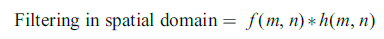 Filtering in spatial domain = f(m, n)*h(m, n)